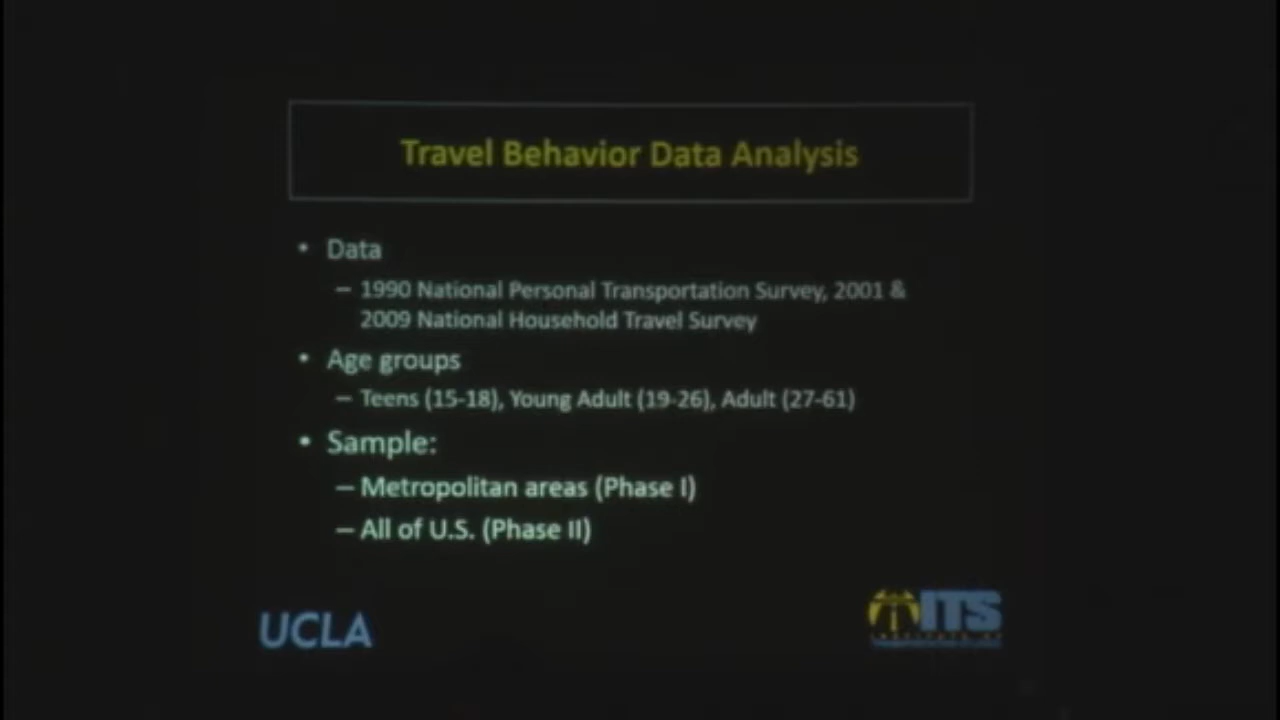 Travel Behavior Data Analysis
• Data
– 1990 National Personal Transportation Survey, 2001 &
2009 National Household Travel Survey
• Age groups
– Teens (15-18), Young Adult (19-26), Adult (27-61)
• Sample:
– Metropolitan areas (Phase I)
– All of U.S. (Phase II)
UCLA
ITS
INSTITUTE OF